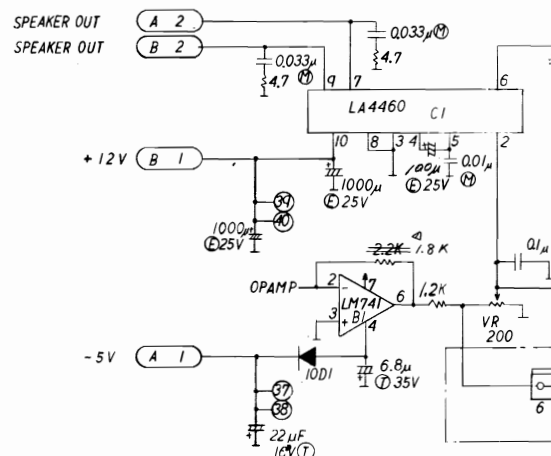 SPEAKER OUT A 2
SPEAKER OUT B 2
0.033μ Ⓜ
4.7
0.033μ Ⓜ
4.7
9 7 6
LA4460 C1
10 8 3 4 5 2
+12V B 1
1000μ
Ⓔ 25V
100μ
Ⓔ 25V
0.01μ
Ⓜ
39
40
1000μ
Ⓔ 25V
2.2K 1.8K
0.1μ
OPAMP 2 - 7
LM741 6
B1
3 + 4
1.2K
VR
200
-5V A 1
10D1
6.8μ
Ⓣ 35V
37
38
6
22μF
16V Ⓣ